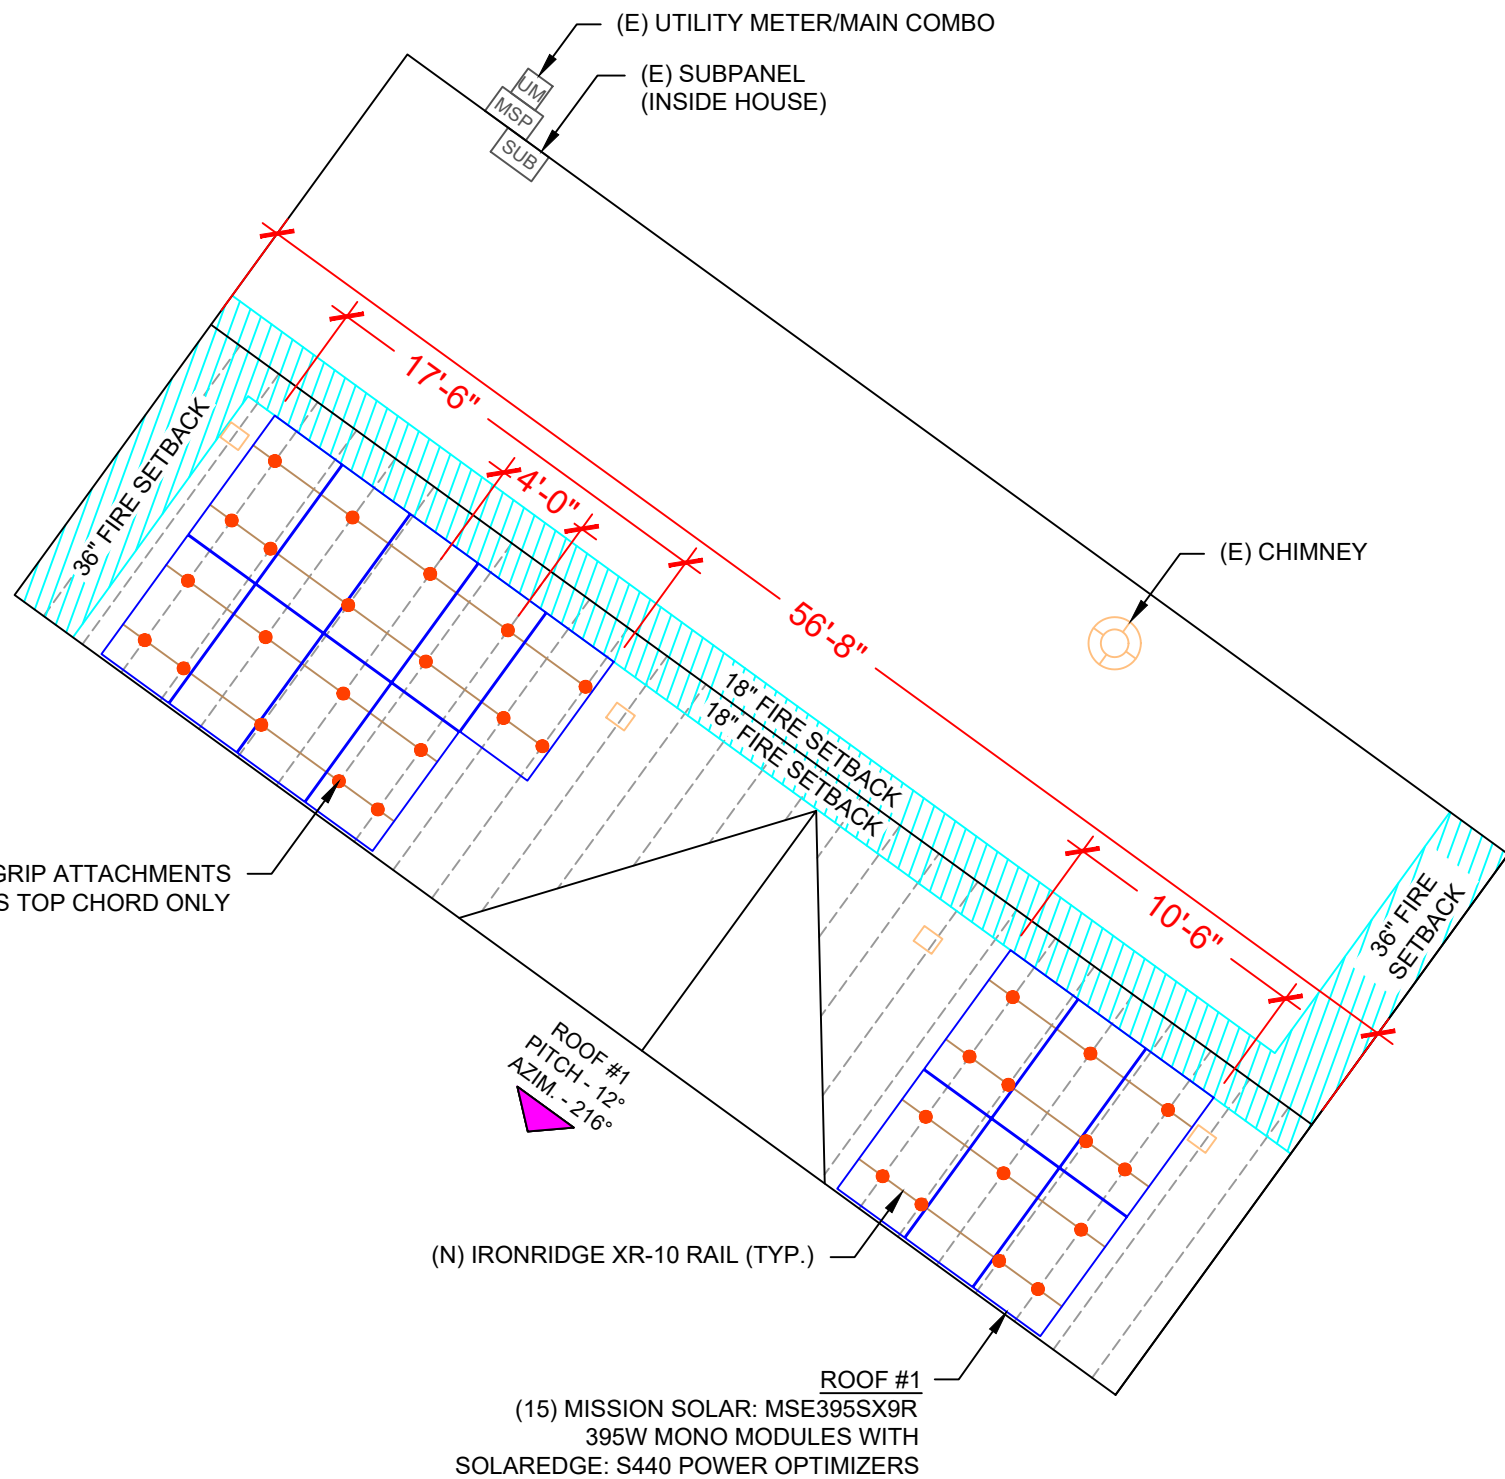 (E) UTILITY METER/MAIN COMBO
(E) SUBPANEL
(INSIDE HOUSE)
UM
MSP
SUB
17'-6"
4'-0"
56'-8"
(E) CHIMNEY
36" FIRE SETBACK
18" FIRE SETBACK
18" FIRE SETBACK
GRIP ATTACHMENTS
S TOP CHORD ONLY
10'-6"
36" FIRE
SETBACK
ROOF #1
PITCH - 12°
AZIM. - 216°
(N) IRONRIDGE XR-10 RAIL (TYP.)
ROOF #1
(15) MISSION SOLAR: MSE395SX9R
395W MONO MODULES WITH
SOLAREDGE: S440 POWER OPTIMIZERS